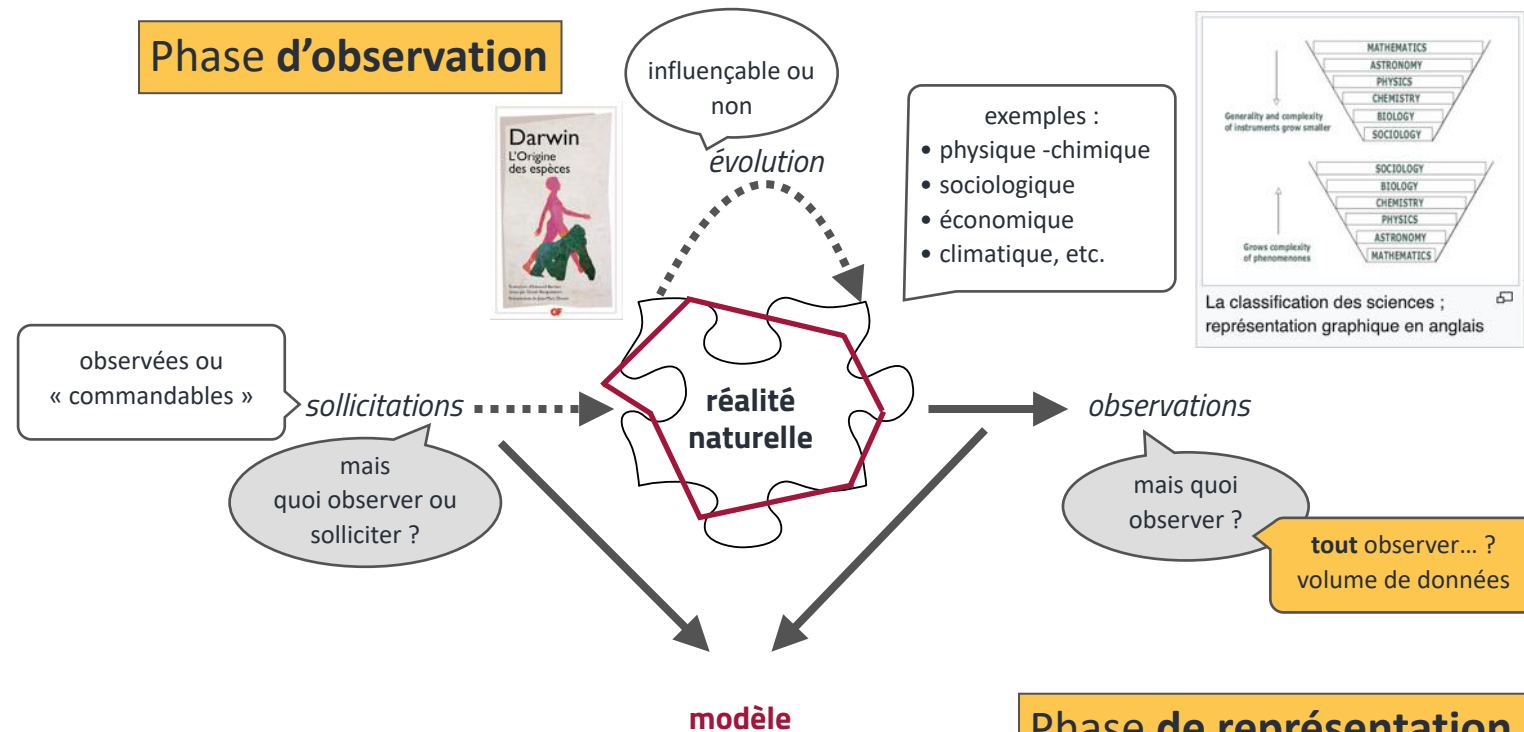 Phase d'observation
influençable ou
non
évolution
Darwin
L'Origine
des espèces
GF
exemples :
• physique -chimique
• sociologique
• économique
• climatique, etc.
MATHEMATICS
ASTRONOMY
PHYSICS
CHEMISTRY
BIOLOGY
SOCIOLOGY
Generality and complexity
of instruments grow smaller
SOCIOLOGY
BIOLOGY
CHEMISTRY
PHYSICS
ASTRONOMY
MATHEMATICS
Grows complexity
of phenomenones
La classification des sciences ;
représentation graphique en anglais
observées ou
« commandables »
sollicitations
réalité
naturelle
observations
mais
quoi observer ou
solliciter ?
mais quoi
observer ?
tout observer... ?
volume de données
modèle
Phase de représentation